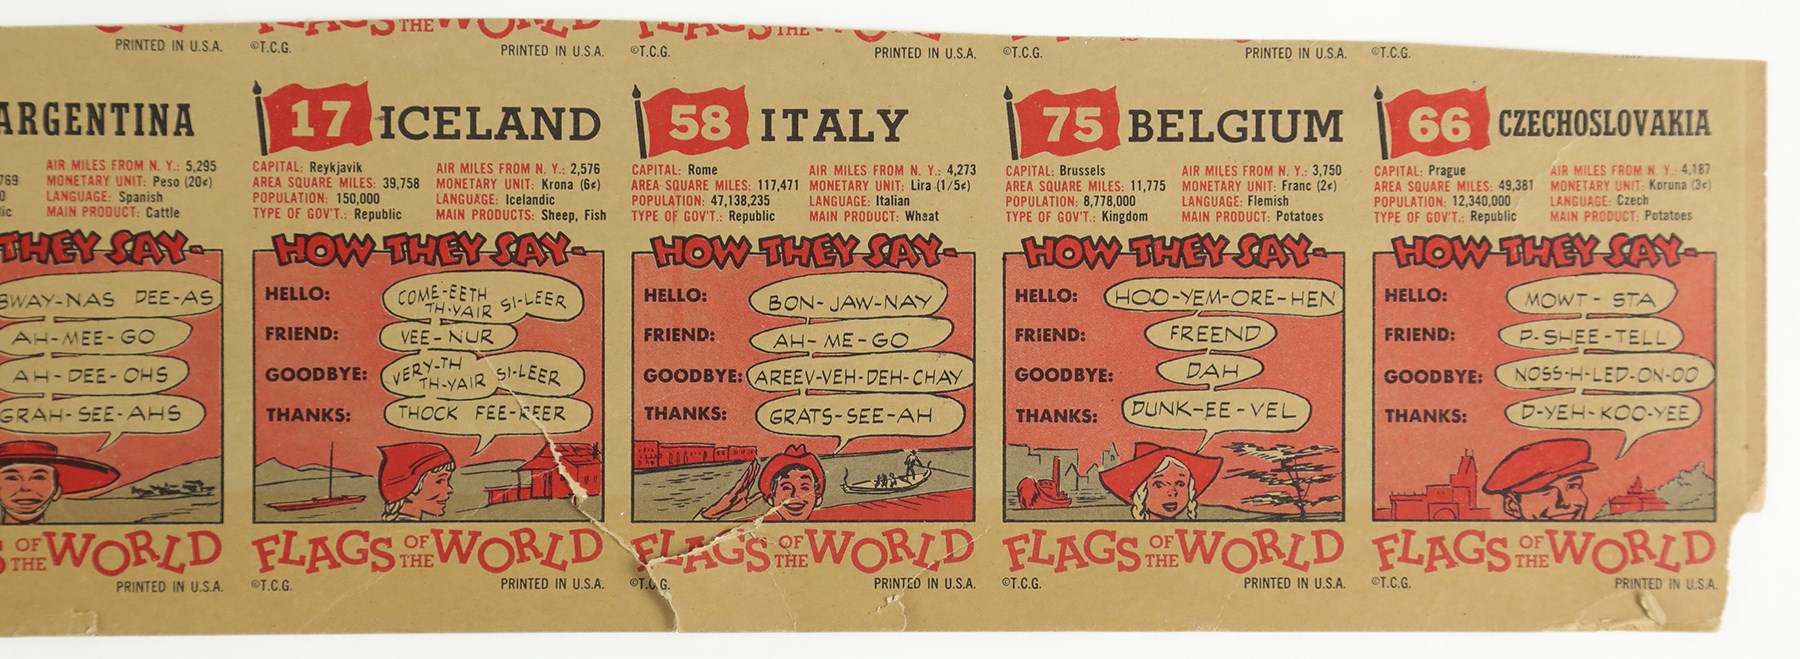 PRINTED IN U.S.A.
©T.C.G.
THE
PRINTED IN U.S.A.
©T.C.G.
THE
PRINTED IN U.S.A.
©T.C.G.
PRINTED IN U.S.A.
©T.C.G.
ARGENTINA
AIR MILES FROM N. Y.: 5,295
769 MONETARY UNIT: Peso (20¢)
0 LANGUAGE: Spanish
lic MAIN PRODUCT: Cattle
THEY SAY-
BWAY-NAS DEE-AS
AH-MEE-GO
AH-DEE-OHS
GRAH-SEE-AHS
S OF THE WORLD
PRINTED IN U.S.A.
17 ICELAND
CAPITAL: Reykjavik
AREA SQUARE MILES: 39,758
POPULATION: 150,000
TYPE OF GOV'T.: Republic
AIR MILES FROM N. Y.: 2,576
MONETARY UNIT: Krona (6¢)
LANGUAGE: Icelandic
MAIN PRODUCTS: Sheep, Fish
HOW THEY SAY-
HELLO: COME-EETH TH-YAIR SI-LEER
FRIEND: VEE-NUR
GOODBYE: VERY-TH TH-YAIR SI-LEER
THANKS: THOCK FEE-REER
FLAGS OF THE WORLD
©T.C.G. PRINTED IN U.S.A.
58 ITALY
CAPITAL: Rome
AREA SQUARE MILES: 117,471
POPULATION: 47,138,235
TYPE OF GOV'T.: Republic
AIR MILES FROM N. Y.: 4,273
MONETARY UNIT: Lira (1/5¢)
LANGUAGE: Italian
MAIN PRODUCT: Wheat
HOW THEY SAY-
HELLO: BON-JAW-NAY
FRIEND: AH-ME-GO
GOODBYE: AREEV-VEH-DEH-CHAY
THANKS: GRATS-SEE-AH
FLAGS OF THE WORLD
©T.C.G. PRINTED IN U.S.A.
75 BELGIUM
CAPITAL: Brussels
AREA SQUARE MILES: 11,775
POPULATION: 8,778,000
TYPE OF GOV'T.: Kingdom
AIR MILES FROM N. Y.: 3,750
MONETARY UNIT: Franc (2¢)
LANGUAGE: Flemish
MAIN PRODUCT: Potatoes
HOW THEY SAY-
HELLO: HOO-YEM-ORE-HEN
FRIEND: FREEND
GOODBYE: DAH
THANKS: DUNK-EE-VEL
FLAGS OF THE WORLD
©T.C.G. PRINTED IN U.S.A.
66 CZECHOSLOVAKIA
CAPITAL: Prague
AREA SQUARE MILES: 49,381
POPULATION: 12,340,000
TYPE OF GOV'T.: Republic
AIR MILES FROM N. Y.: 4,187
MONETARY UNIT: Koruna (3¢)
LANGUAGE: Czech
MAIN PRODUCT: Potatoes
HOW THEY SAY-
HELLO: MOWT-STA
FRIEND: P-SHEE-TELL
GOODBYE: NOSS-H-LED-ON-OO
THANKS: D-YEH-KOO-YEE
FLAGS OF THE WORLD
©T.C.G. PRINTED IN U.S.A.